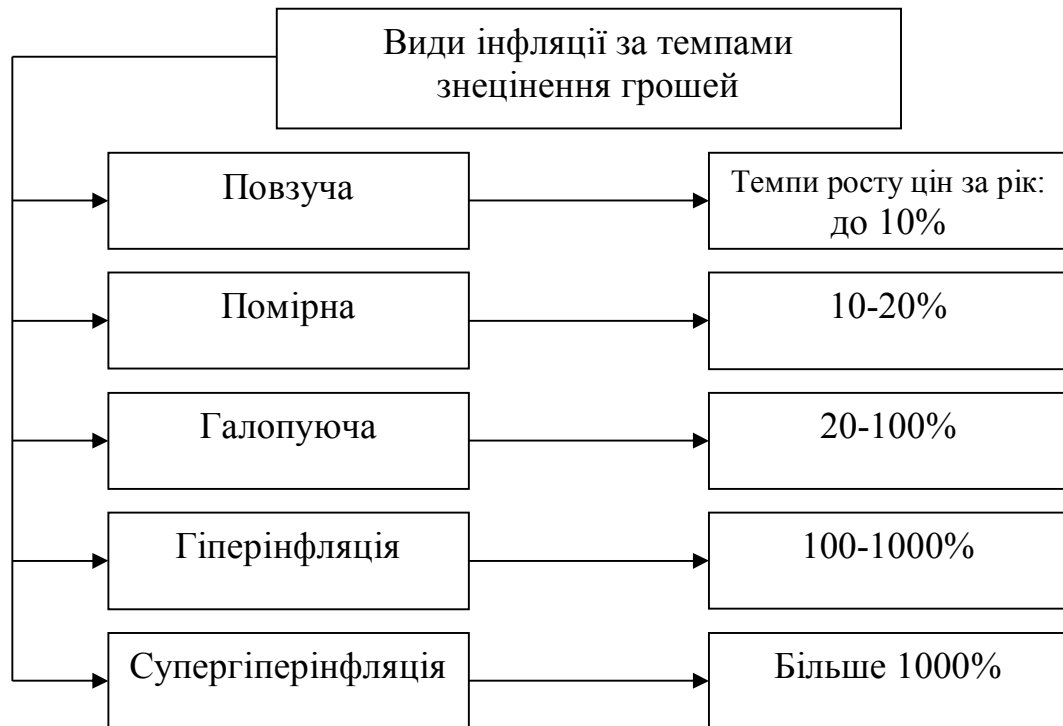 Види інфляції за темпами
знецінення грошей
Повзуча
Темпи росту цін за рік:
до 10%
Помірна
10-20%
Галопуюча
20-100%
Гіперінфляція
100-1000%
Супергіперінфляція
Більше 1000%